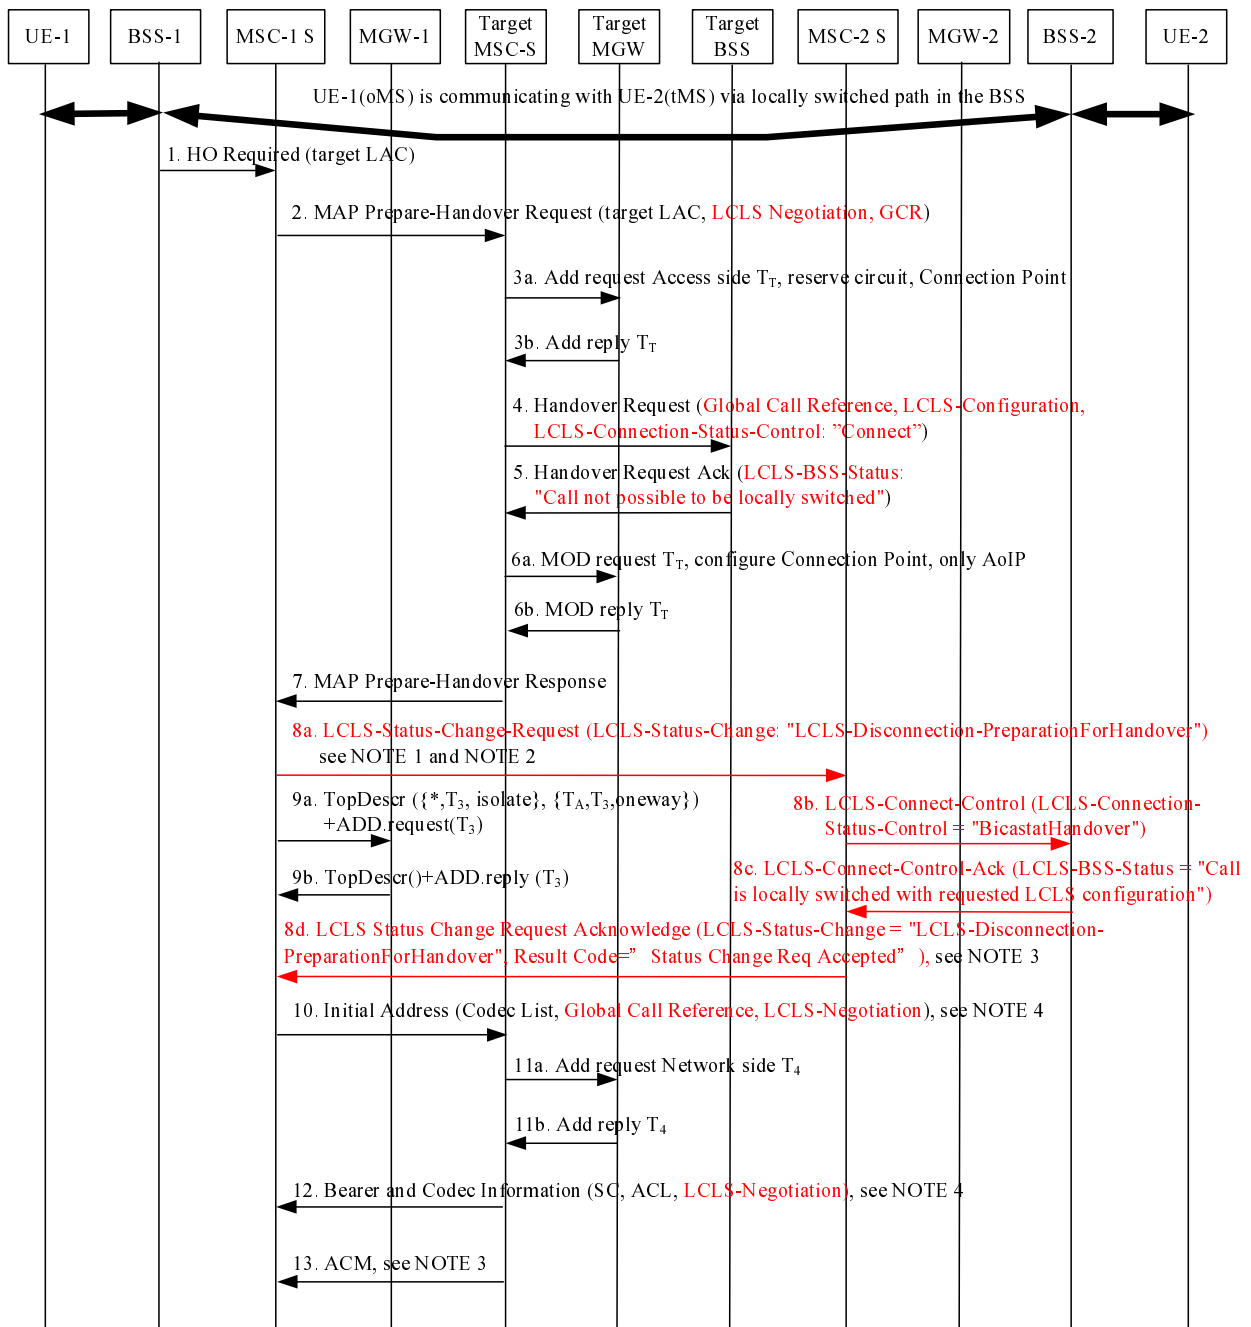 UE-1
BSS-1
MSC-1 S
MGW-1
Target
MSC-S
Target
MGW
Target
BSS
MSC-2 S
MGW-2
BSS-2
UE-2
UE-1(oMS) is communicating with UE-2(tMS) via locally switched path in the BSS
1. HO Required (target LAC)
2. MAP Prepare-Handover Request (target LAC, LCLS Negotiation, GCR)
3a. Add request Access side TT, reserve circuit, Connection Point
3b. Add reply TT
4. Handover Request (Global Call Reference, LCLS-Configuration,
LCLS-Connection-Status-Control: ”Connect”)
5. Handover Request Ack (LCLS-BSS-Status:
"Call not possible to be locally switched")
6a. MOD request TT, configure Connection Point, only AoIP
6b. MOD reply TT
7. MAP Prepare-Handover Response
8a. LCLS-Status-Change-Request (LCLS-Status-Change: "LCLS-Disconnection-PreparationForHandover")
see NOTE 1 and NOTE 2
9a. TopDescr ({*,T3, isolate}, {TA,T3,oneway})
+ADD.request(T3)
8b. LCLS-Connect-Control (LCLS-Connection-
Status-Control = "BicastatHandover")
9b. TopDescr()+ADD.reply (T3)
8c. LCLS-Connect-Control-Ack (LCLS-BSS-Status = "Call
is locally switched with requested LCLS configuration")
8d. LCLS Status Change Request Acknowledge (LCLS-Status-Change = "LCLS-Disconnection-
PreparationForHandover", Result Code=” Status Change Req Accepted” ), see NOTE 3
10. Initial Address (Codec List, Global Call Reference, LCLS-Negotiation), see NOTE 4
11a. Add request Network side T4
11b. Add reply T4
12. Bearer and Codec Information (SC, ACL, LCLS-Negotiation), see NOTE 4
13. ACM, see NOTE 3